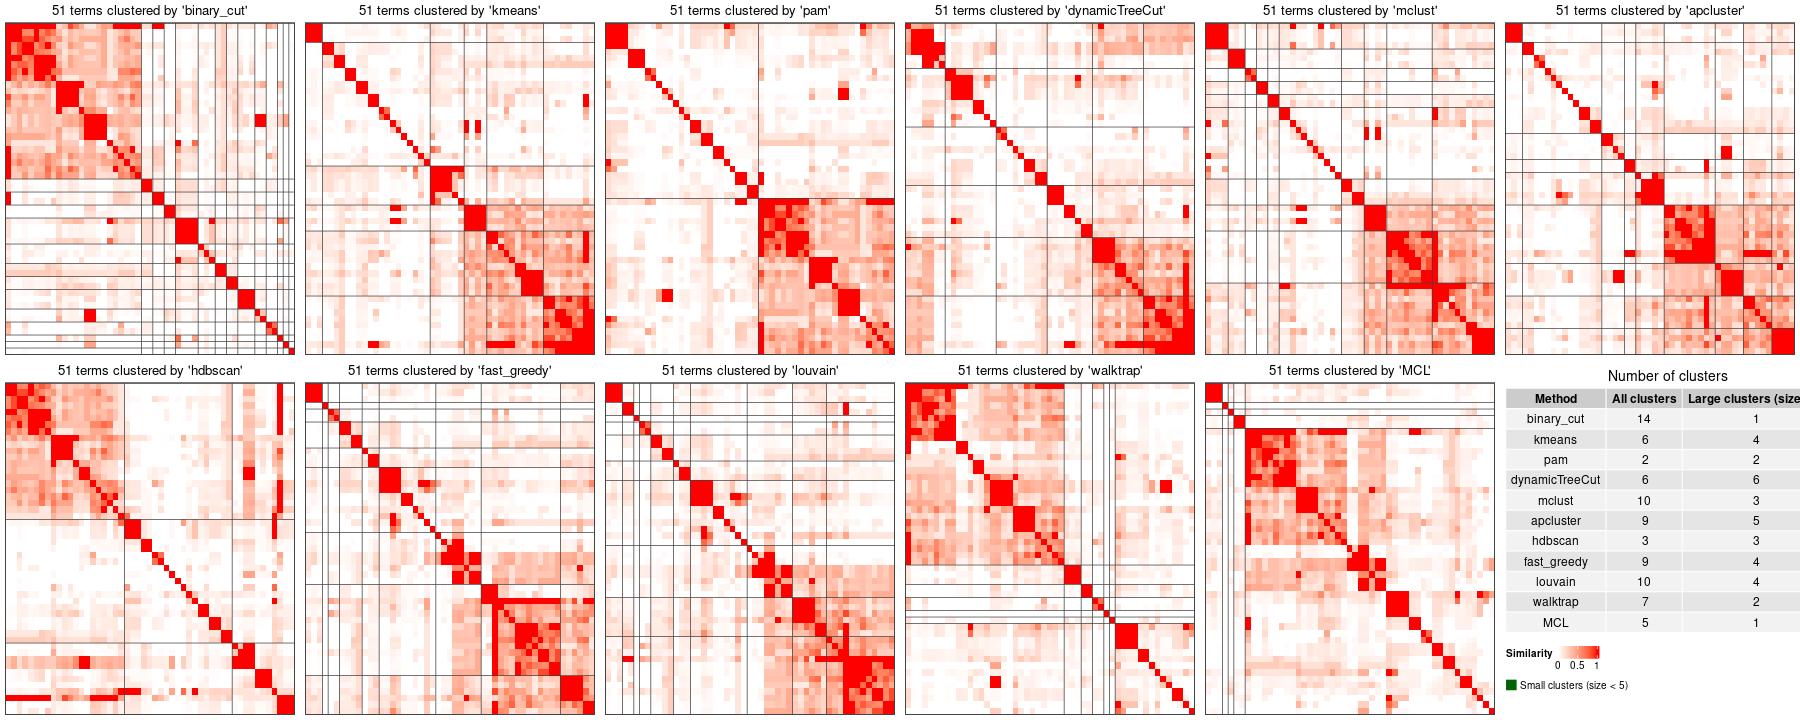 51 terms clustered by 'binary_cut'
51 terms clustered by 'kmeans'
51 terms clustered by 'pam'
51 terms clustered by 'dynamicTreeCut'
51 terms clustered by 'mclust'
51 terms clustered by 'apcluster'
51 terms clustered by 'hdbscan'
51 terms clustered by 'fast_greedy'
51 terms clustered by 'louvain'
51 terms clustered by 'walktrap'
51 terms clustered by 'MCL'
Number of clusters
Method All clusters Large clusters (size
binary_cut 14 1
kmeans 6 4
pam 2 2
dynamicTreeCut 6 6
mclust 10 3
apcluster 9 5
hdbscan 3 3
fast_greedy 9 4
louvain 10 4
walktrap 7 2
MCL 5 1
Similarity
0 0.5 1
Small clusters (size < 5)